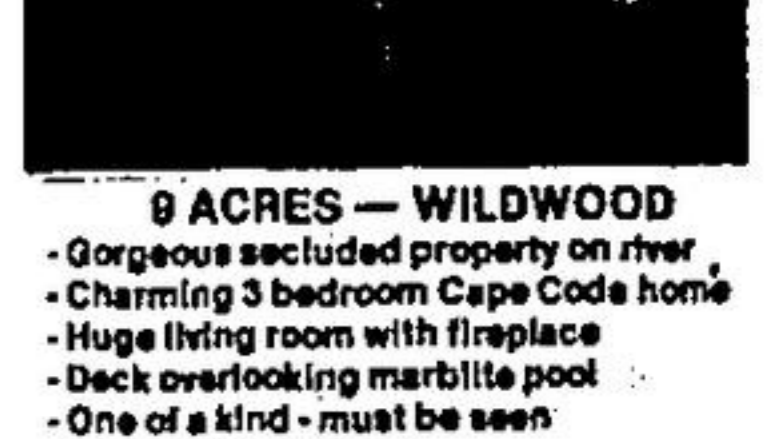 9 ACRES — WILDWOOD
- Gorgeous secluded property on river
- Charming 3 bedroom Cape Code home
- Huge living room with fireplace
- Deck overlooking marblite pool
- One of a kind - must be seen